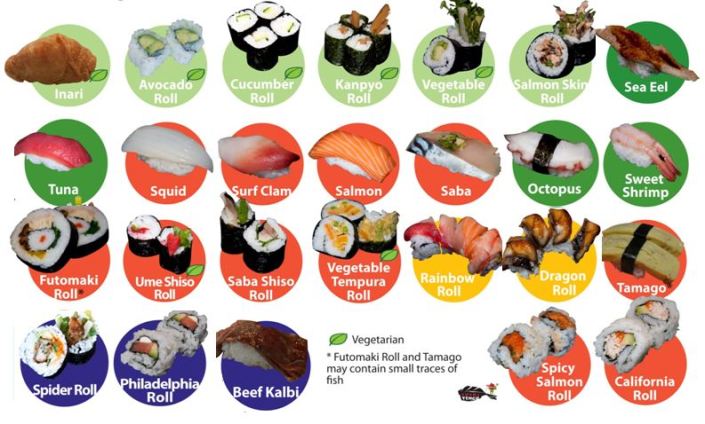 Inari
Avocado
Roll
Cucumber
Roll
Kanpyo
Roll
Vegetable
Roll
Salmon Skin
Roll
Sea Eel
Tuna
Squid
Surf Clam
Salmon
Saba
Octopus
Sweet
Shrimp
Futomaki
Roll*
Ume Shiso
Roll
Saba Shiso
Roll
Vegetable
Tempura
Roll
Rainbow
Roll
Dragon
Roll
Tamago*
Spider Roll
Philadelphia
Roll
Beef Kalbi
Vegetarian
* Futomaki Roll and Tamago
may contain small traces of
fish
Spicy
Salmon
Roll
California
Roll